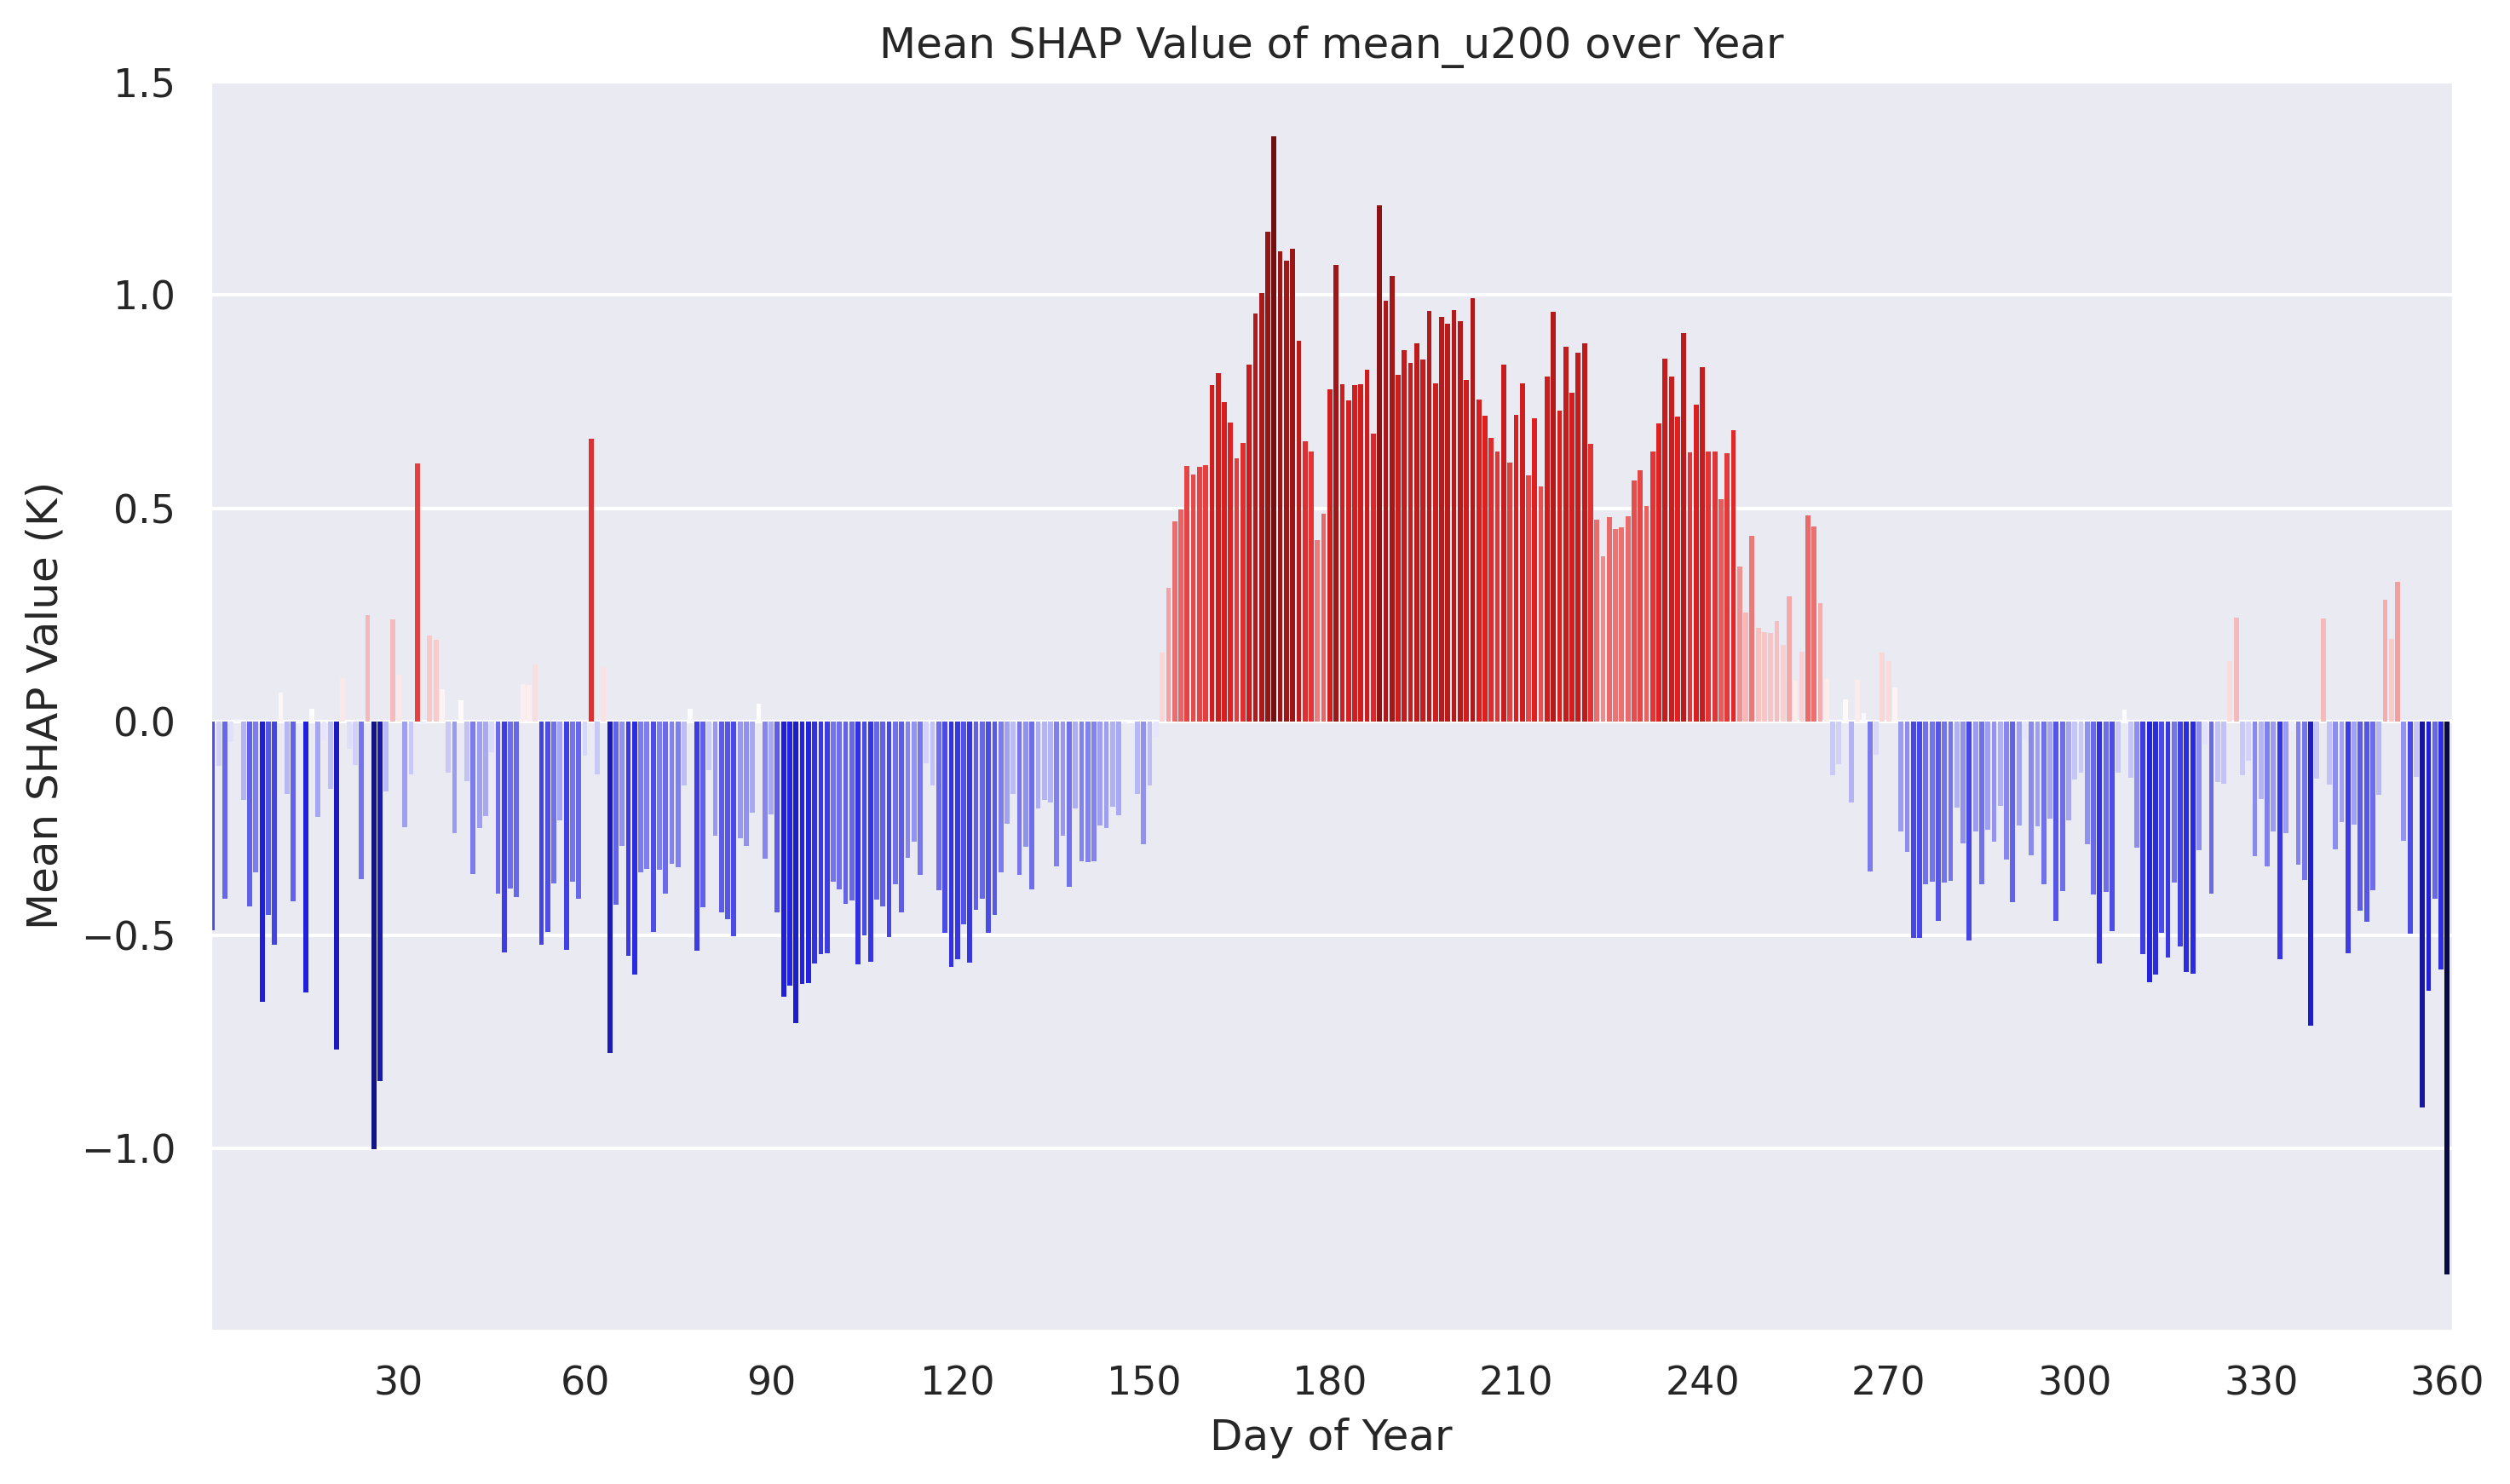 Mean SHAP Value of mean_u200 over Year
1.5
1.0
0.5
0.0
−0.5
−1.0
Mean SHAP Value (K)
30 60 90 120 150 180 210 240 270 300 330 360
Day of Year